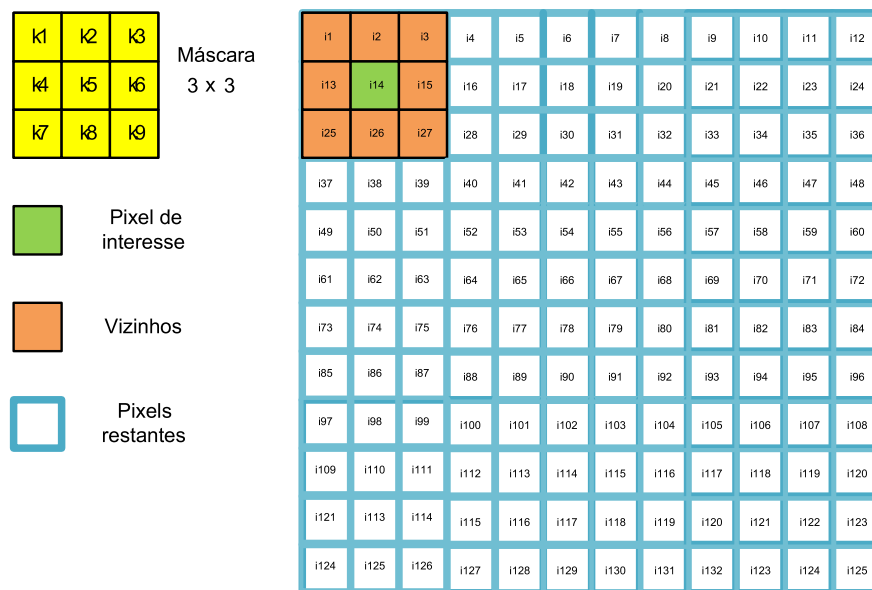 k1 k2 k3
k4 k5 k6
k7 k8 k9
Máscara
3 x 3
Pixel de
interesse
Vizinhos
Pixels
restantes
i1 i2 i3 i4 i5 i6 i7 i8 i9 i10 i11 i12
i13 i14 i15 i16 i17 i18 i19 i20 i21 i22 i23 i24
i25 i26 i27 i28 i29 i30 i31 i32 i33 i34 i35 i36
i37 i38 i39 i40 i41 i42 i43 i44 i45 i46 i47 i48
i49 i50 i51 i52 i53 i54 i55 i56 i57 i58 i59 i60
i61 i62 i63 i64 i65 i66 i67 i68 i69 i70 i71 i72
i73 i74 i75 i76 i77 i78 i79 i80 i81 i82 i83 i84
i85 i86 i87 i88 i89 i90 i91 i92 i93 i94 i95 i96
i97 i98 i99 i100 i101 i102 i103 i104 i105 i106 i107 i108
i109 i110 i111 i112 i113 i114 i115 i116 i117 i118 i119 i120
i121 i113 i114 i115 i116 i117 i118 i119 i120 i121 i122 i123
i124 i125 i126 i127 i128 i129 i130 i131 i132 i123 i124 i125